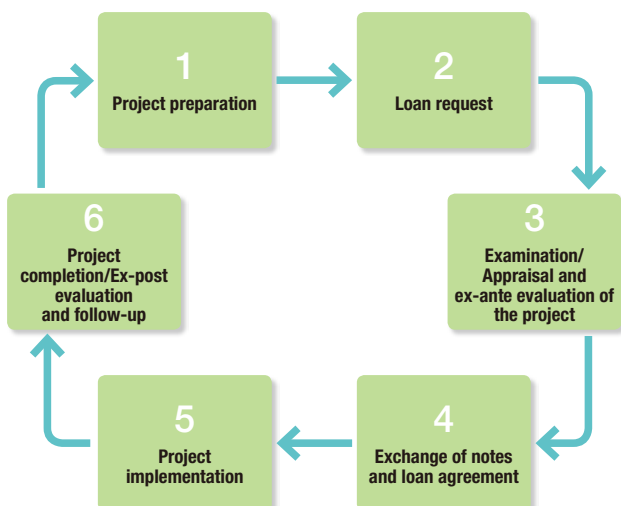 1
Project preparation
2
Loan request
3
Examination/
Appraisal and
ex-ante evaluation of
the project
4
Exchange of notes
and loan agreement
5
Project
implementation
6
Project
completion/Ex-post
evaluation
and follow-up